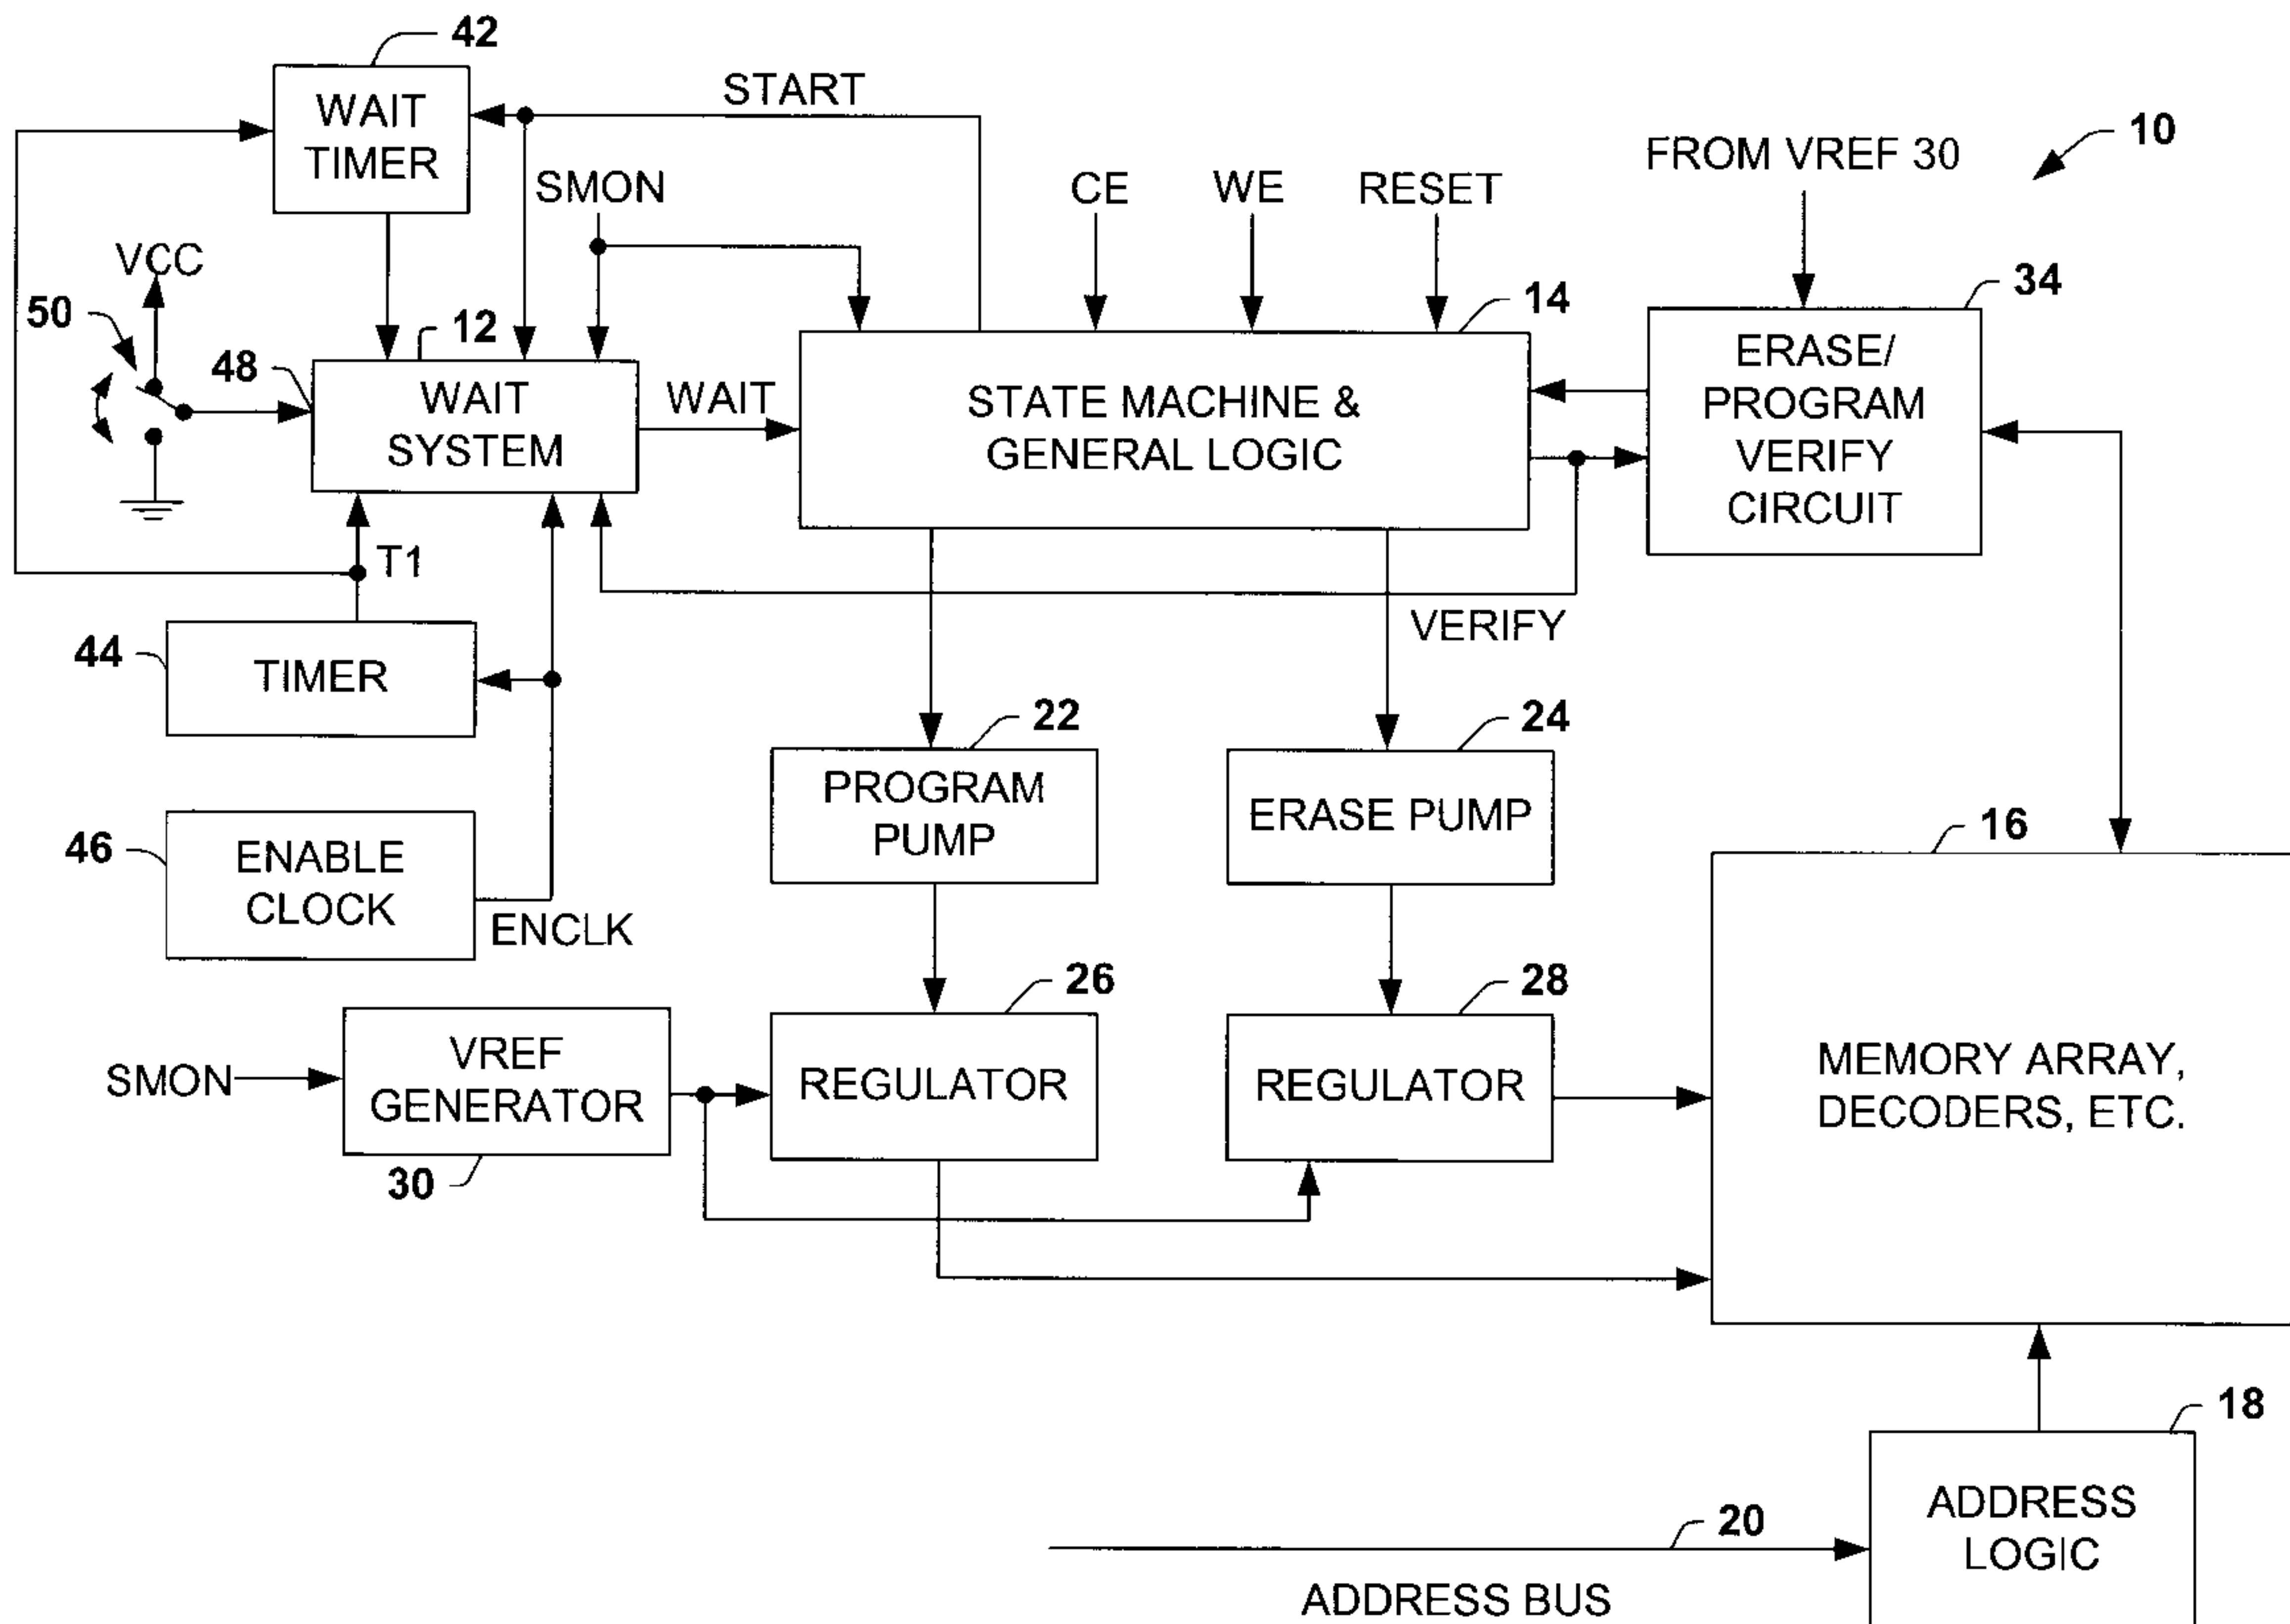 42
WAIT
TIMER
START
FROM VREF 30
10
SMON
CE
WE
RESET
VCC
50
48
12
WAIT
SYSTEM
WAIT
14
STATE MACHINE &
GENERAL LOGIC
34
ERASE/
PROGRAM
VERIFY
CIRCUIT
T1
VERIFY
44
TIMER
22
PROGRAM
PUMP
24
ERASE PUMP
46
ENABLE
CLOCK
ENCLK
16
MEMORY ARRAY,
DECODERS, ETC.
SMON
VREF
GENERATOR
30
26
REGULATOR
28
REGULATOR
18
ADDRESS
LOGIC
20
ADDRESS BUS